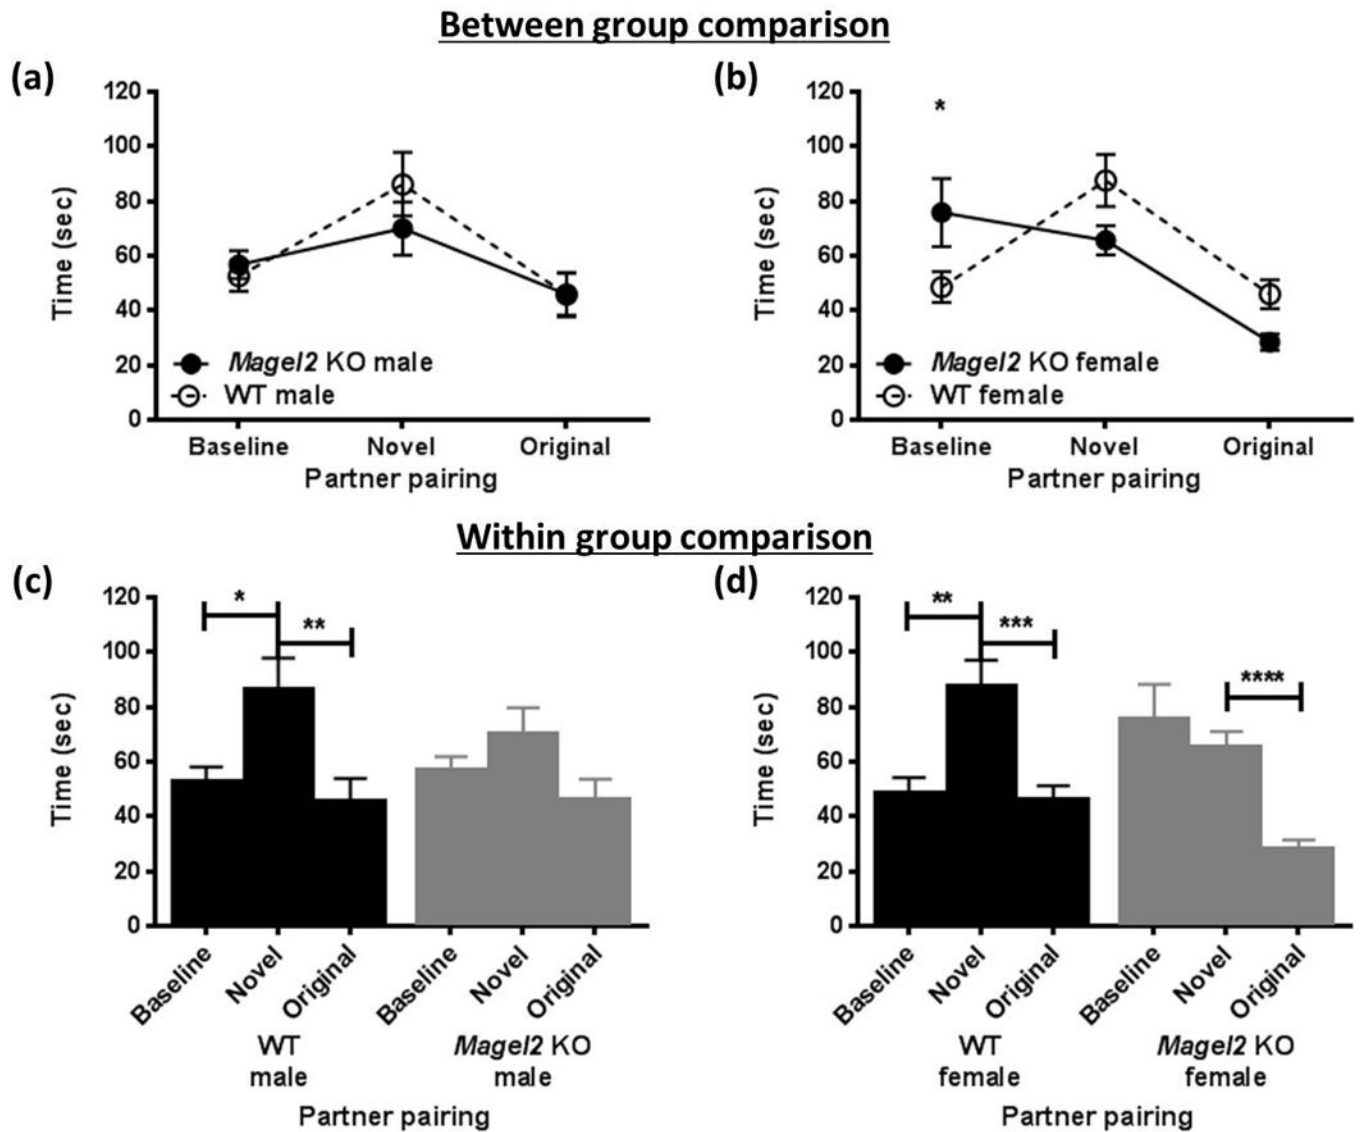 Between group comparison
(a)
120
100
80
60
40
20
0
Time (sec)
Magel2 KO male
WT male
Baseline Novel Original
Partner pairing
(b)
120
100
80
60
40
20
0
Time (sec)
*
Magel2 KO female
WT female
Baseline Novel Original
Partner pairing
Within group comparison
(c)
120
100
80
60
40
20
0
Time (sec)
*
**
Baseline Novel Original Baseline Novel Original
WT male
Magel2 KO male
Partner pairing
(d)
120
100
80
60
40
20
0
Time (sec)
**
***
****
Baseline Novel Original Baseline Novel Original
WT female
Magel2 KO female
Partner pairing